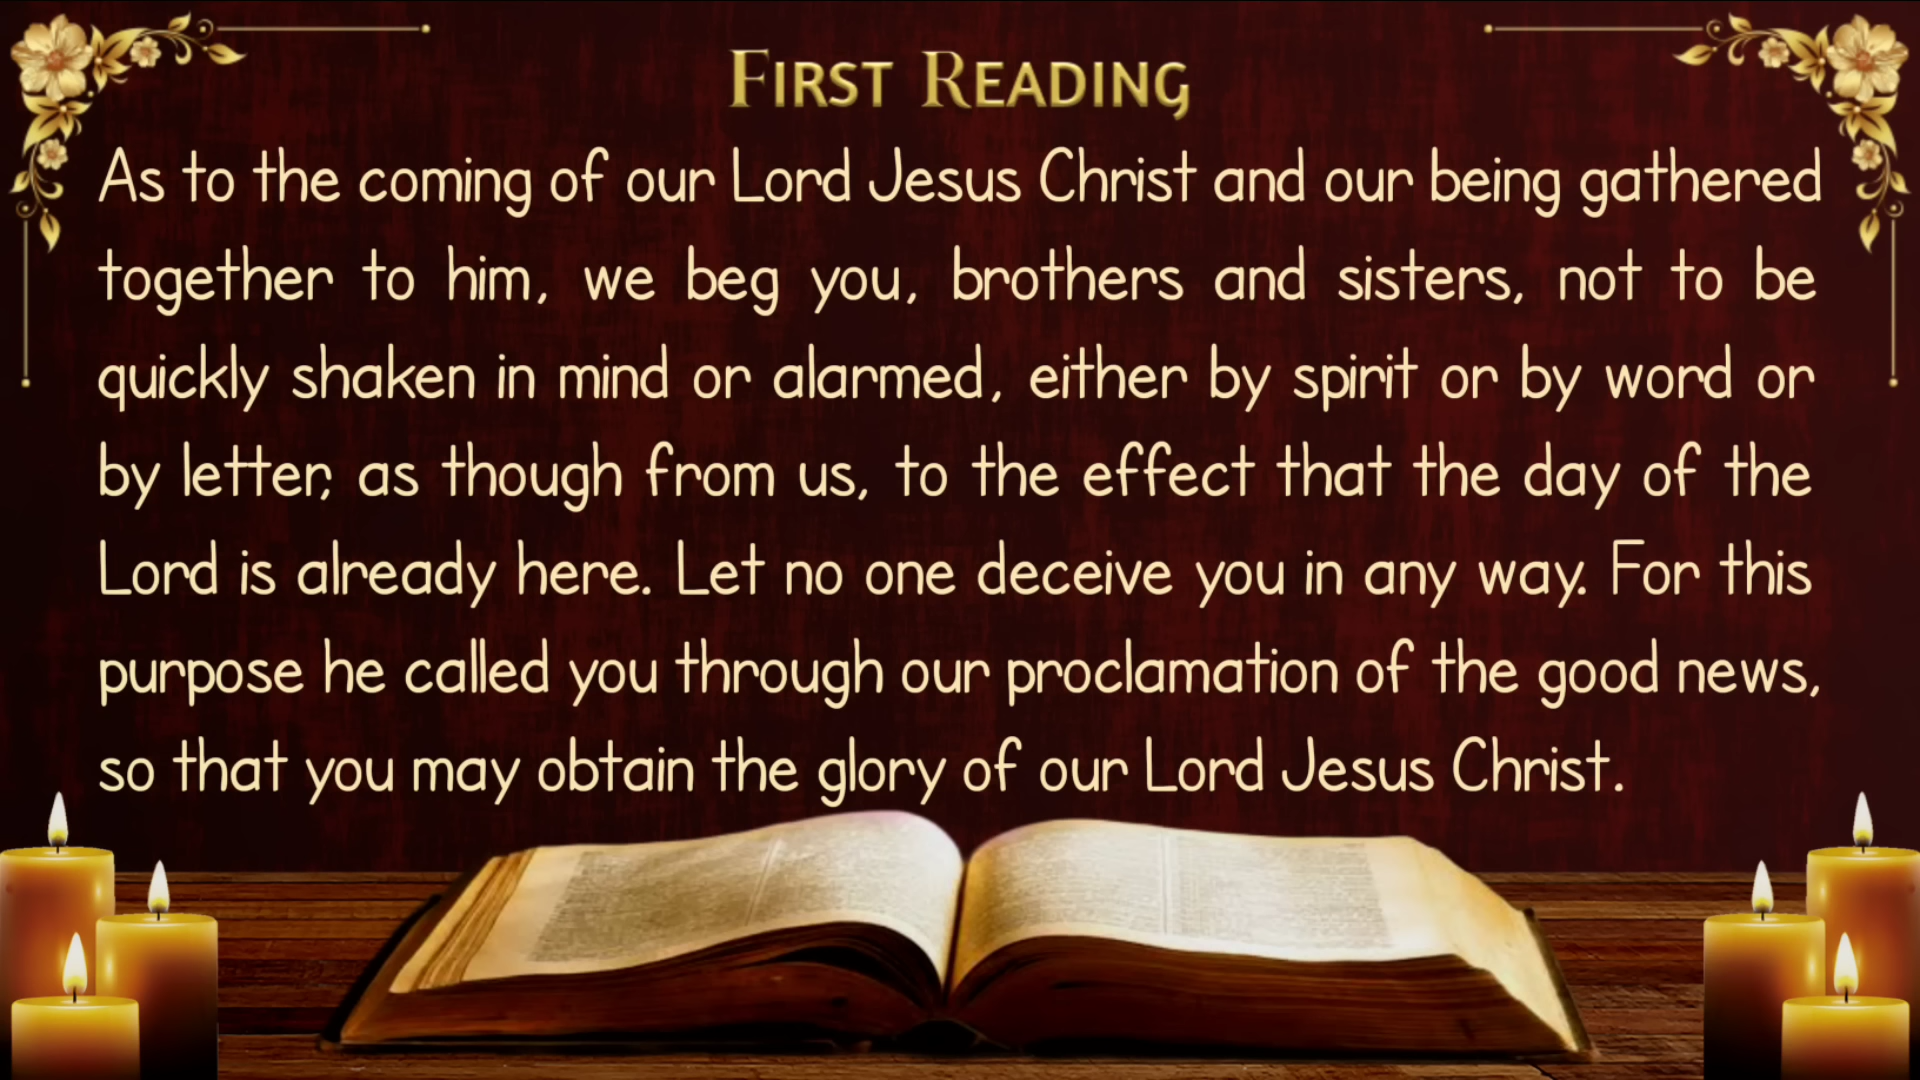 First Reading
As to the coming of our Lord Jesus Christ and our being gathered
together to him, we beg you, brothers and sisters, not to be
quickly shaken in mind or alarmed, either by spirit or by word or
by letter, as though from us, to the effect that the day of the
Lord is already here. Let no one deceive you in any way. For this
purpose he called you through our proclamation of the good news,
so that you may obtain the glory of our Lord Jesus Christ.